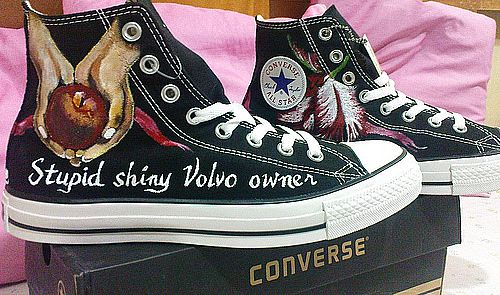 CONVERSE
ALL STAR
Stupid shiny Volvo owner
CONVERSE